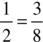 1/2 = 3/8